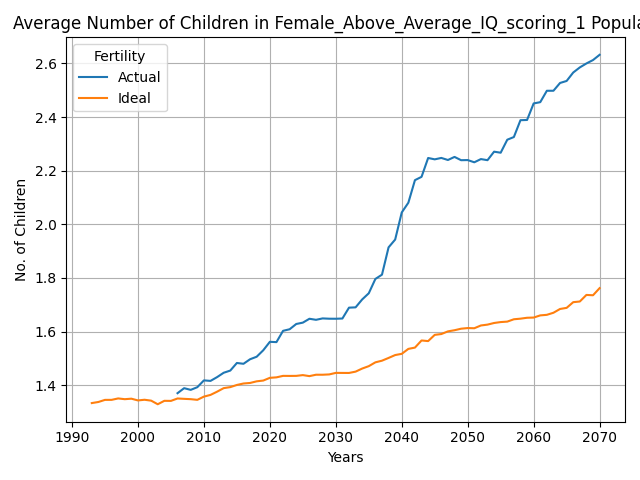 Average Number of Children in Female_Above_Average_IQ_scoring_1 Popula
Fertility
Actual
Ideal
No. of Children
2.6
2.4
2.2
2.0
1.8
1.6
1.4
1990 2000 2010 2020 2030 2040 2050 2060 2070
Years